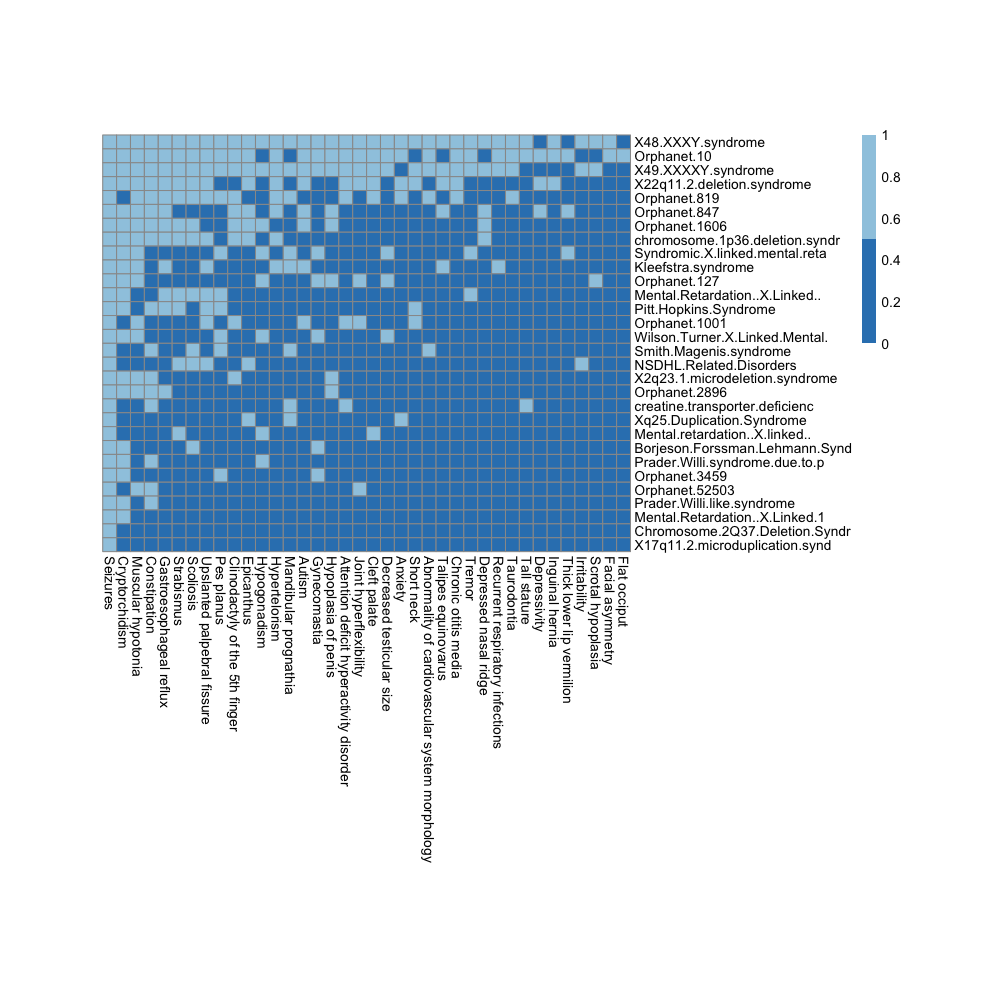 X48.XXXY.syndrome
Orphanet.10
X49.XXXXY.syndrome
X22q11.2.deletion.syndrome
Orphanet.819
Orphanet.847
Orphanet.1606
chromosome.1p36.deletion.syndr
Syndromic.X.linked.mental.reta
Kleefstra.syndrome
Orphanet.127
Mental.Retardation..X.Linked..
Pitt.Hopkins.Syndrome
Orphanet.1001
Wilson.Turner.X.Linked.Mental.
Smith.Magenis.syndrome
NSDHL.Related.Disorders
X2q23.1.microdeletion.syndrome
Orphanet.2896
creatine.transporter.deficienc
Xq25.Duplication.Syndrome
Mental.retardation..X.linked..
Borjeson.Forssman.Lehmann.Synd
Prader.Willi.syndrome.due.to.p
Orphanet.3459
Orphanet.52503
Prader.Willi.like.syndrome
Mental.Retardation..X.Linked.1
Chromosome.2Q37.Deletion.Syndr
X17q11.2.microduplication.synd
1
0.8
0.6
0.4
0.2
0
Seizures
Cryptorchidism
Muscular hypotonia
Constipation
Gastroesophageal reflux
Strabismus
Scoliosis
Upslanted palpebral fissure
Pes planus
Clinodactyly of the 5th finger
Epicanthus
Hypogonadism
Hypertelorism
Mandibular prognathia
Autism
Gynecomastia
Hypoplasia of penis
Attention deficit hyperactivity disorder
Joint hyperflexibility
Cleft palate
Decreased testicular size
Anxiety
Short neck
Abnormality of cardiovascular system morphology
Talipes equinovarus
Chronic otitis media
Tremor
Depressed nasal ridge
Recurrent respiratory infections
Taurodontia
Tall stature
Depressivity
Inguinal hernia
Thick lower lip vermilion
Irritability
Scrotal hypoplasia
Facial asymmetry
Flat occiput